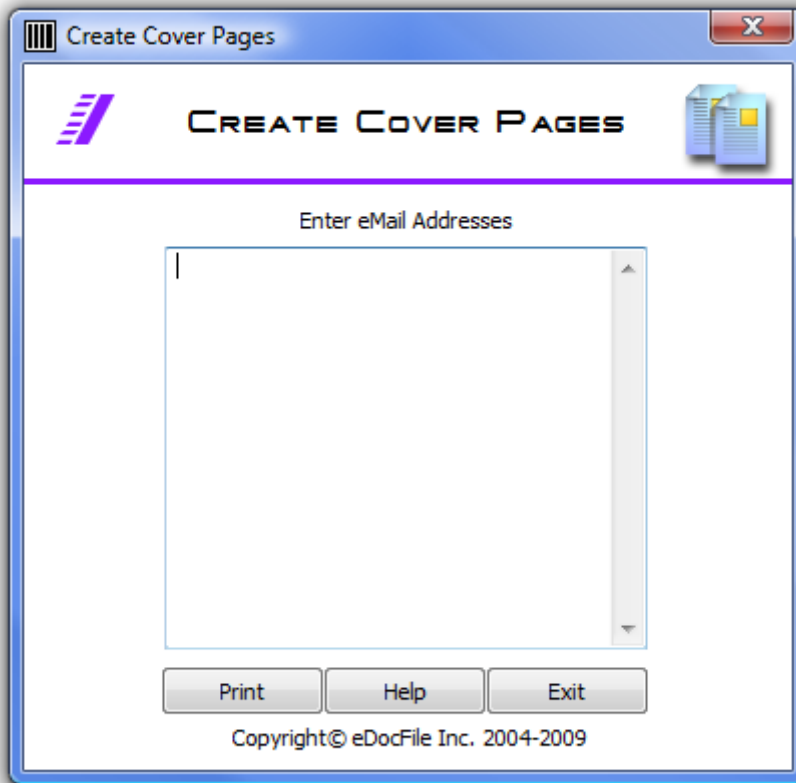 Create Cover Pages
CREATE COVER PAGES
Enter eMail Addresses
Print Help Exit
Copyright© eDocFile Inc. 2004-2009